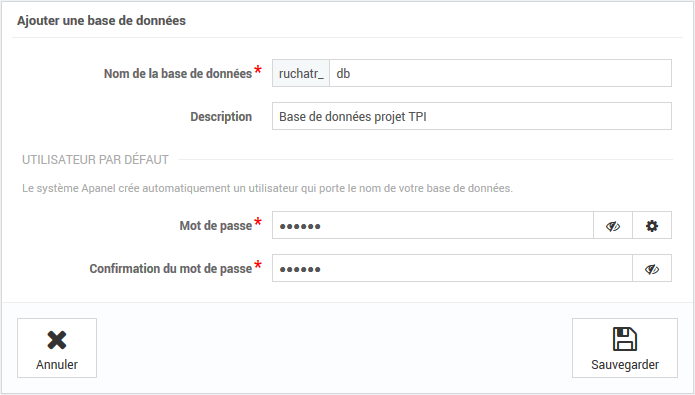 Ajouter une base de données
Nom de la base de données* ruchatr_ db
Description Base de données projet TPI
UTILISATEUR PAR DÉFAUT
Le système Apanel crée automatiquement un utilisateur qui porte le nom de votre base de données.
Mot de passe* ●●●●●●
Confirmation du mot de passe* ●●●●●●
Annuler Sauvegarder